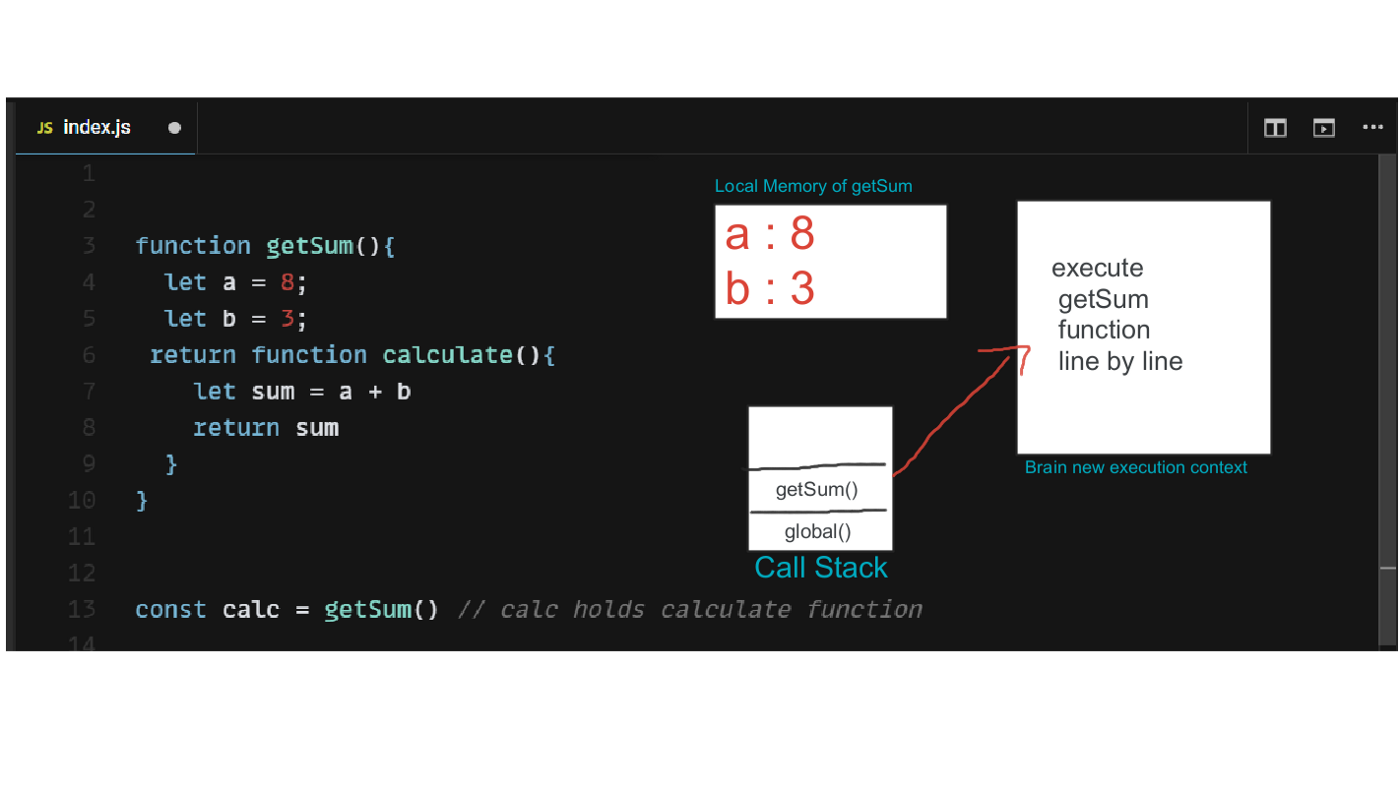 JS index.js
1
2
3 function getSum(){
4 let a = 8;
5 let b = 3;
6 return function calculate(){
7 let sum = a + b
8 return sum
9 }
10 }
11
12
13 const calc = getSum() // calc holds calculate function
14
Local Memory of getSum
a : 8
b : 3
execute
getSum
function
line by line
Brain new execution context
getSum()
global()
Call Stack